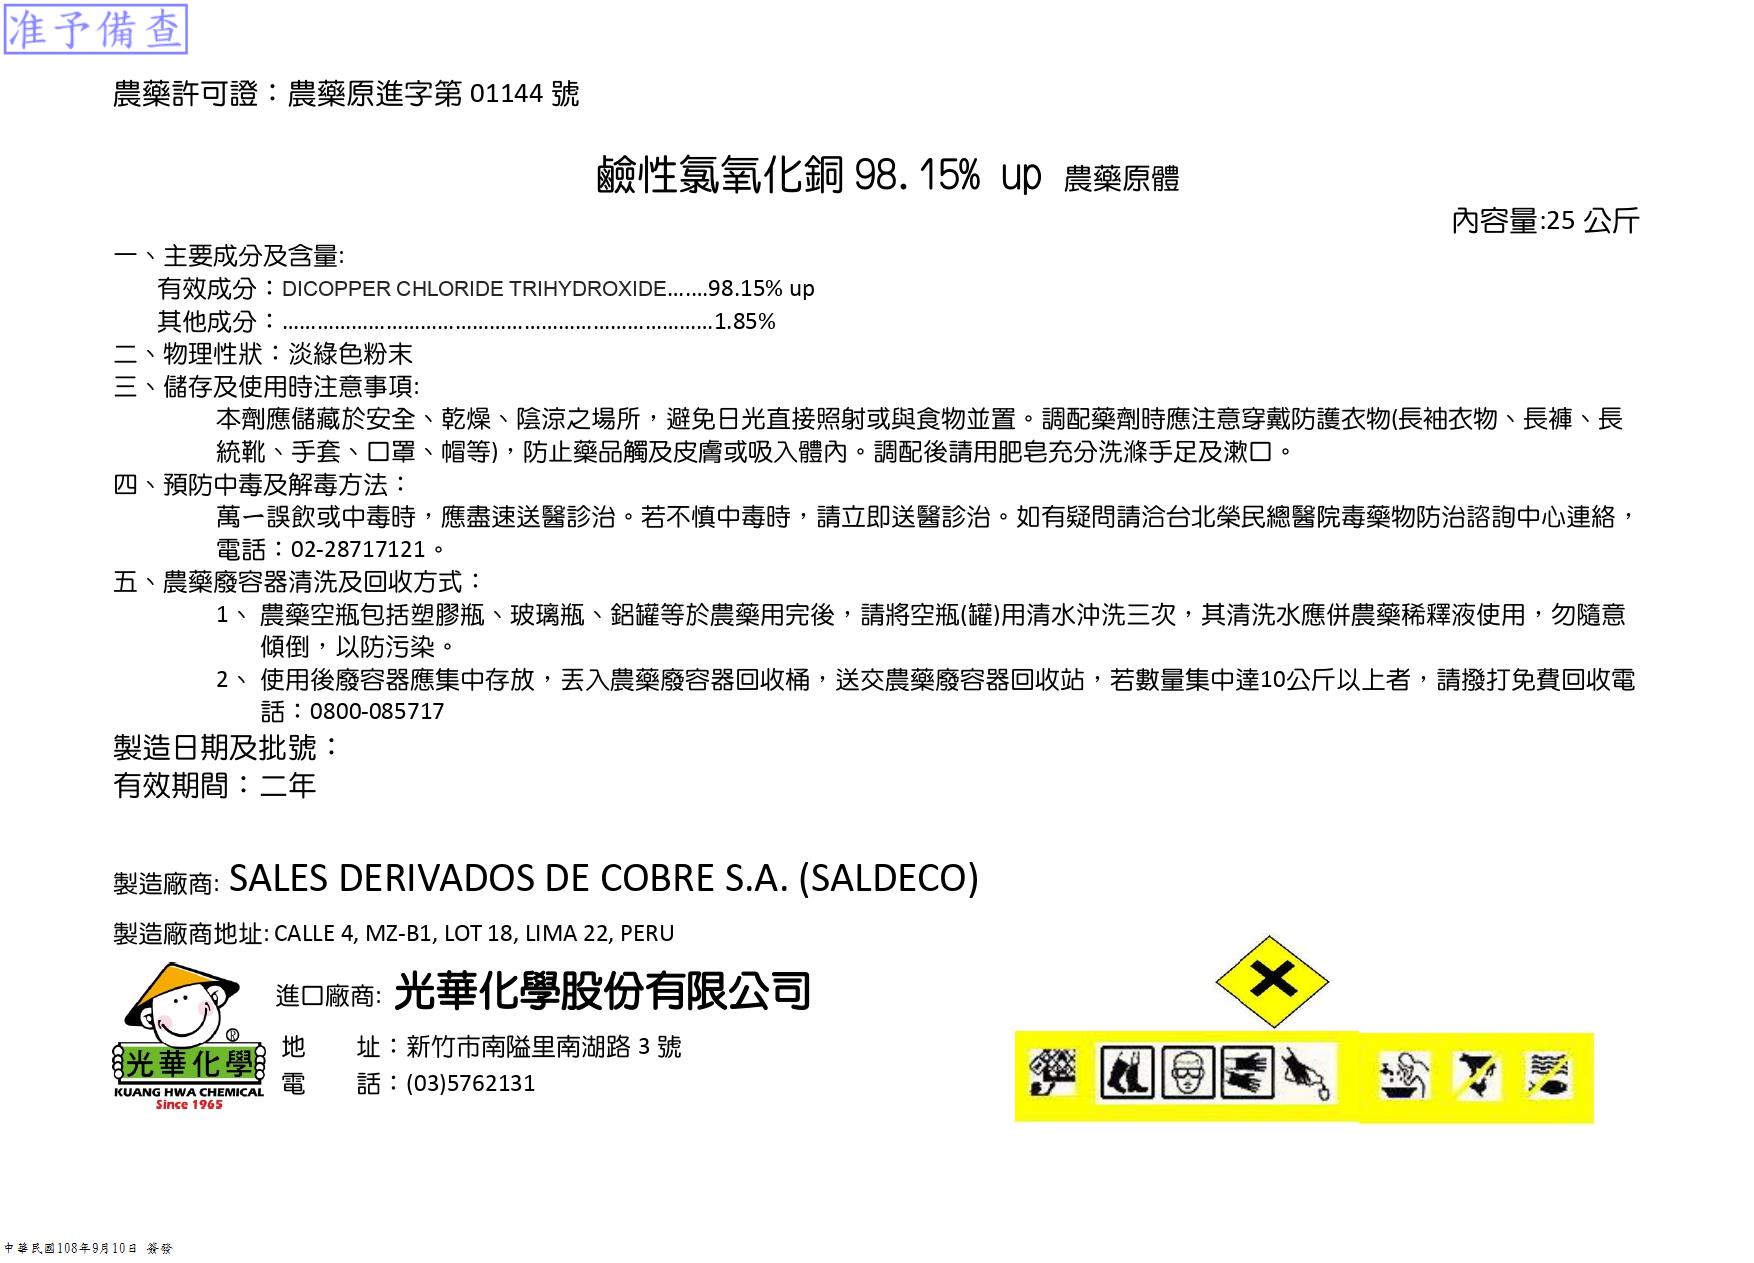 准予備查
農藥許可證：農藥原進字第 01144 號
鹼性氯氧化銅 98.15% up 農藥原體
內容量:25 公斤
一、主要成分及含量:
有效成分：DICOPPER CHLORIDE TRIHYDROXIDE…….98.15% up
其他成分：…………………………………………………………………1.85%
二、物理性狀：淡綠色粉末
三、儲存及使用時注意事項:
本劑應儲藏於安全、乾燥、陰涼之場所，避免日光直接照射或與食物並置。調配藥劑時應注意穿戴防護衣物(長袖衣物、長褲、長
統靴、手套、口罩、帽等)，防止藥品觸及皮膚或吸入體內。調配後請用肥皂充分洗滌手足及漱口。
四、預防中毒及解毒方法：
萬一誤飲或中毒時，應盡速送醫診治。若不慎中毒時，請立即送醫診治。如有疑問請洽台北榮民總醫院毒藥物防治諮詢中心連絡，
電話：02-28717121。
五、農藥廢容器清洗及回收方式：
1、 農藥空瓶包括塑膠瓶、玻璃瓶、鋁罐等於農藥用完後，請將空瓶(罐)用清水沖洗三次，其清洗水應併農藥稀釋液使用，勿隨意
傾倒，以防污染。
2、 使用後廢容器應集中存放，丟入農藥廢容器回收桶，送交農藥廢容器回收站，若數量集中達10公斤以上者，請撥打免費回收電
話：0800-085717
製造日期及批號：
有效期間：二年
製造廠商: SALES DERIVADOS DE COBRE S.A. (SALDECO)
製造廠商地址: CALLE 4, MZ-B1, LOT 18, LIMA 22, PERU
進口廠商: 光華化學股份有限公司
地 址：新竹市南隘里南湖路 3 號
電 話：(03)5762131
®
光華化學
KUANG HWA CHEMICAL
Since 1965
中華民國108年9月10日 簽發